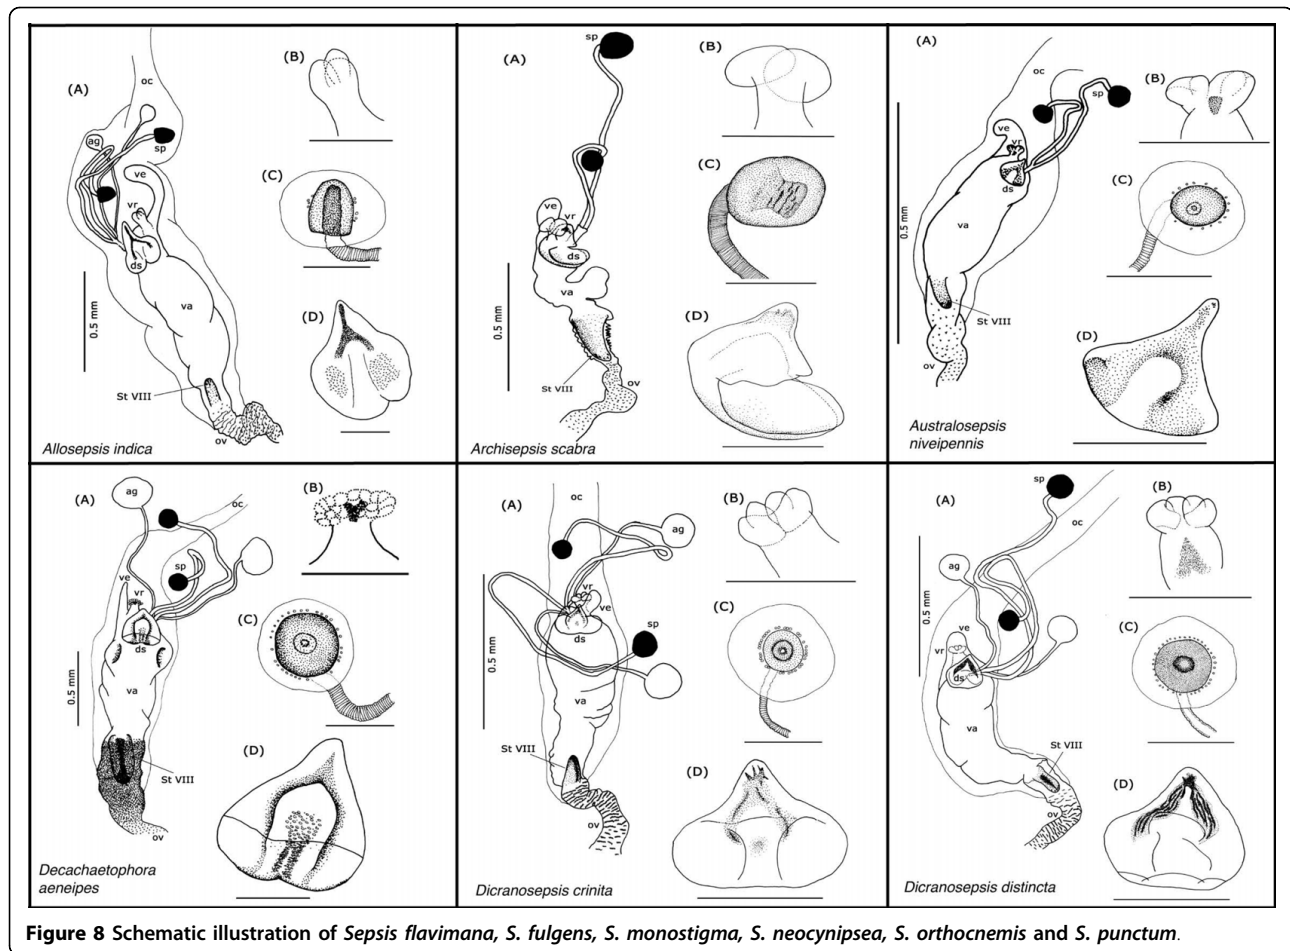 (A)
oc
(B)
ag
sp
ve
(C)
vr
ds
0.5 mm
va
(D)
St VIII
ov
Allosepsis indica
sp
(A)
(B)
(C)
ve
vr
ds
va
0.5 mm
(D)
St VIII
ov
Archisepsis scabra
(A)
oc
(B)
sp
ve
vr
ds
(C)
0.5 mm
va
St VIII
(D)
ov
Australosepsis
niveipennis
(A)
ag
oc
(B)
sp
ve
vr
(C)
ds
0.5 mm
va
(D)
St VIII
ov
Decachaetophora
aeneipes
(A)
oc
(B)
ag
(C)
vr
ve
sp
ds
0.5 mm
va
St VIII
(D)
ov
Dicranosepsis crinita
(A)
sp
(B)
oc
ag
0.5 mm
(C)
ve
vr
ds
va
St VIII
(D)
ov
Dicranosepsis distincta
Figure 8 Schematic illustration of Sepsis flavimana, S. fulgens, S. monostigma, S. neocynipsea, S. orthocnemis and S. punctum.